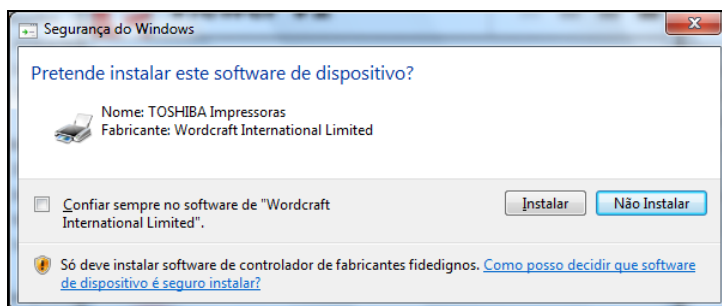 Segurança do Windows
Pretende instalar este software de dispositivo?
Nome: TOSHIBA Impressoras
Fabricante: Wordcraft International Limited
Confiar sempre no software de "Wordcraft
International Limited".
Instalar
Não Instalar
Só deve instalar software de controlador de fabricantes fidedignos. Como posso decidir que software
de dispositivo é seguro instalar?